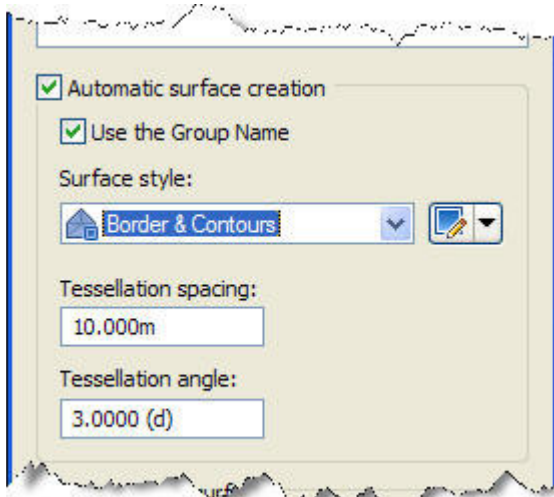 Automatic surface creation
Use the Group Name
Surface style:
Border & Contours
Tessellation spacing:
10.000m
Tessellation angle:
3.0000 (d)